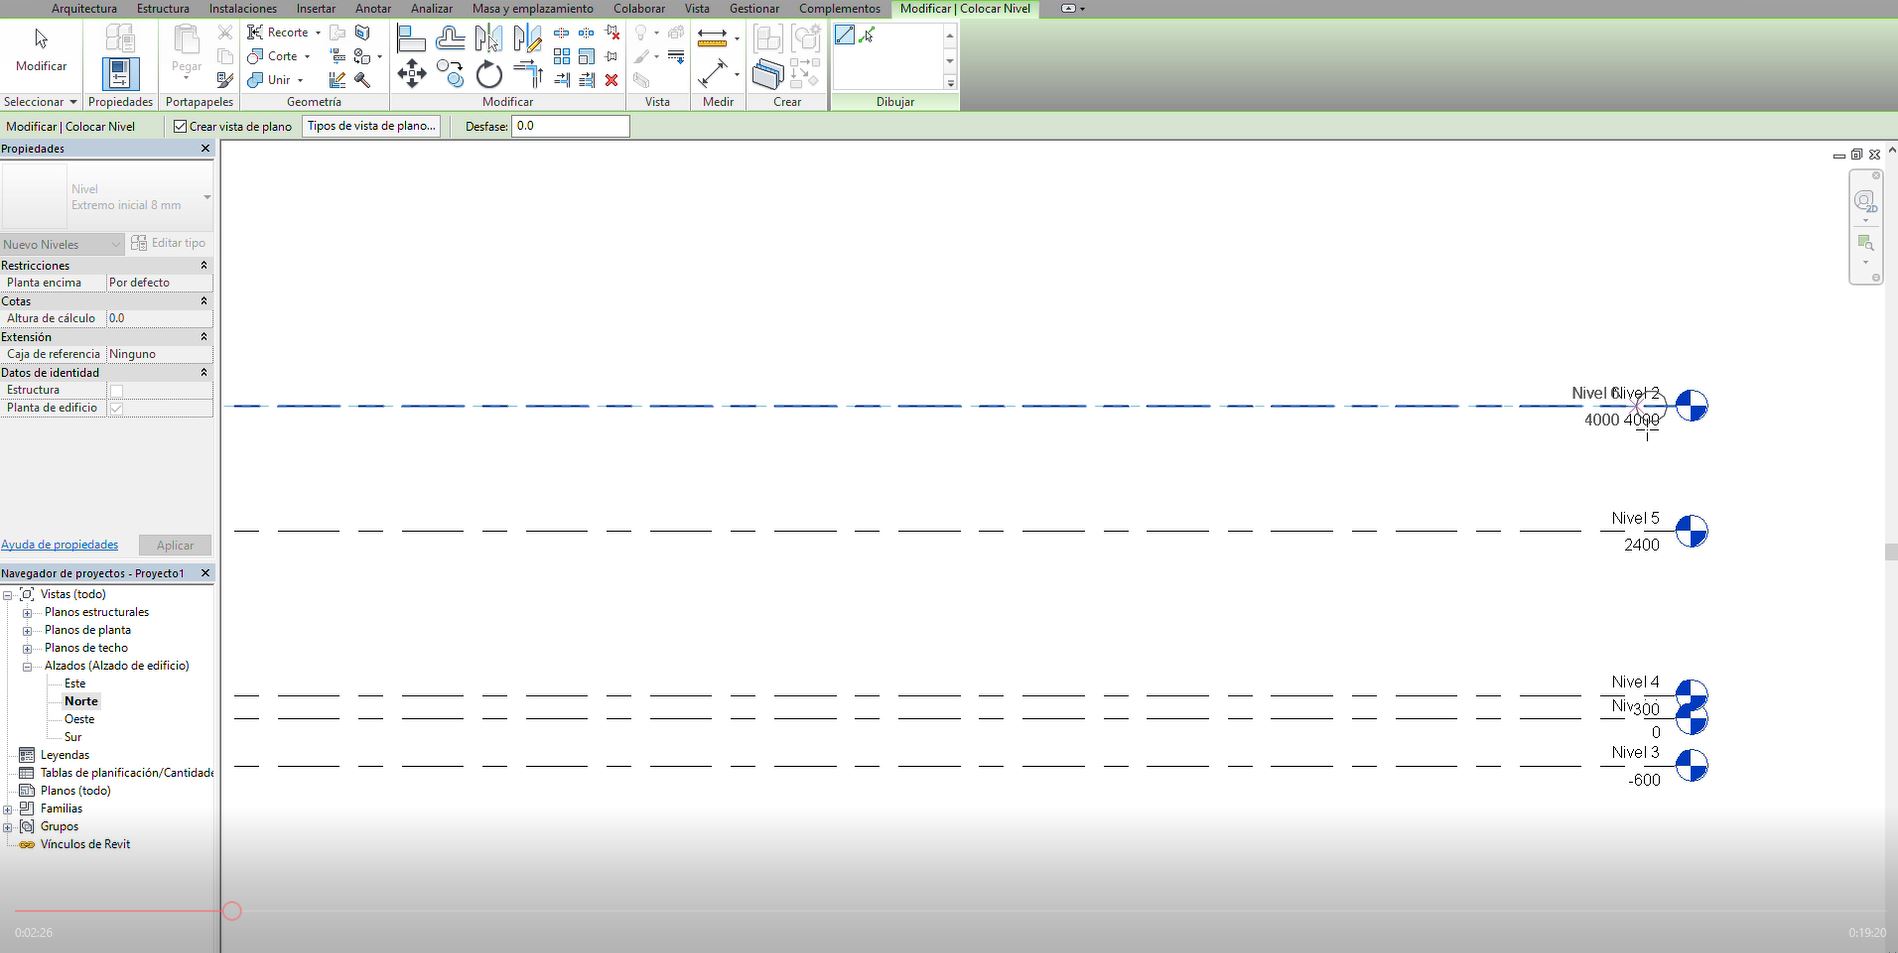 Arquitectura Estructura Instalaciones Insertar Anotar Analizar Masa y emplazamiento Colaborar Vista Gestionar Complementos Modificar | Colocar Nivel
Modificar
Pegar
Recorte
Corte
Unir
Seleccionar Propiedades Portapapeles Geometría Modificar Vista Medir Crear Dibujar
Modificar | Colocar Nivel Crear vista de plano Tipos de vista de plano... Desfase: 0.0
Propiedades
Nivel
Extremo inicial 8 mm
Nuevo Niveles Editar tipo
Restricciones
Planta encima Por defecto
Cotas
Altura de cálculo 0.0
Extensión
Caja de referencia Ninguno
Datos de identidad
Estructura
Planta de edificio
Ayuda de propiedades Aplicar
Navegador de proyectos - Proyecto1
Vistas (todo)
Planos estructurales
Planos de planta
Planos de techo
Alzados (Alzado de edificio)
Este
Norte
Oeste
Sur
Leyendas
Tablas de planificación/Cantidade
Planos (todo)
Familias
Grupos
Vínculos de Revit
2D
Nivel 6 Nivel 2
4000 4000
Nivel 5
2400
Nivel 4
300
0
Nivel 3
-600
0:02:26
0:19:20